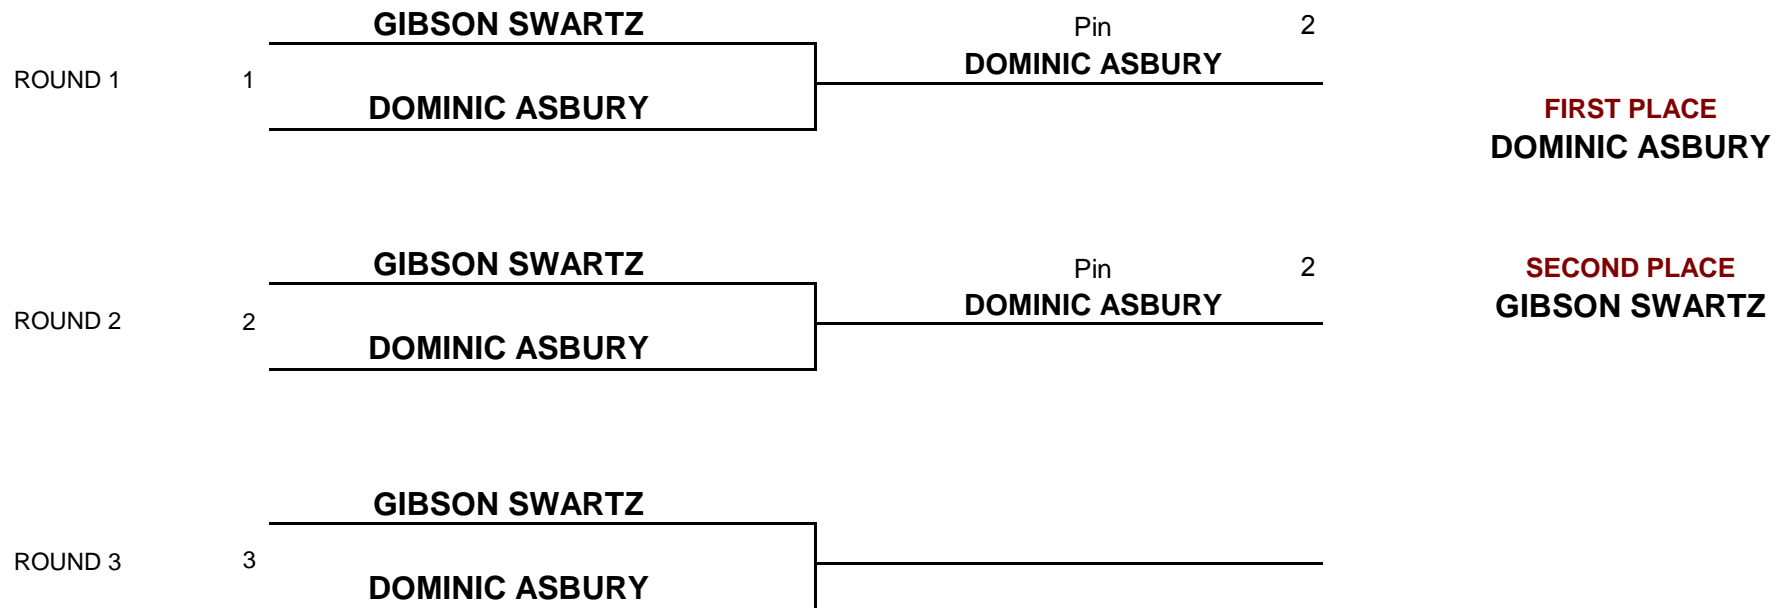 GIBSON SWARTZ
Pin 2
DOMINIC ASBURY
ROUND 1 1
DOMINIC ASBURY
FIRST PLACE
DOMINIC ASBURY
GIBSON SWARTZ
Pin 2
SECOND PLACE
DOMINIC ASBURY
GIBSON SWARTZ
ROUND 2 2
DOMINIC ASBURY
GIBSON SWARTZ
ROUND 3 3
DOMINIC ASBURY